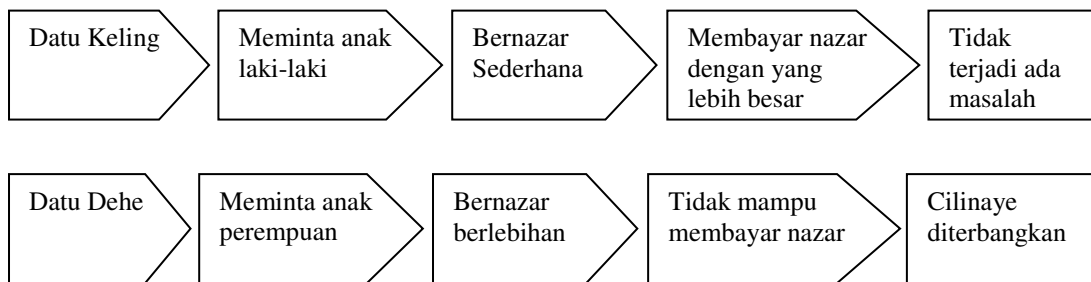 Datu Keling
Meminta anak
laki-laki
Bernazar
Sederhana
Membayar nazar
dengan yang
lebih besar
Tidak
terjadi ada
masalah
Datu Dehe
Meminta anak
perempuan
Bernazar
berlebihan
Tidak mampu
membayar nazar
Cilinaye
diterbangkan